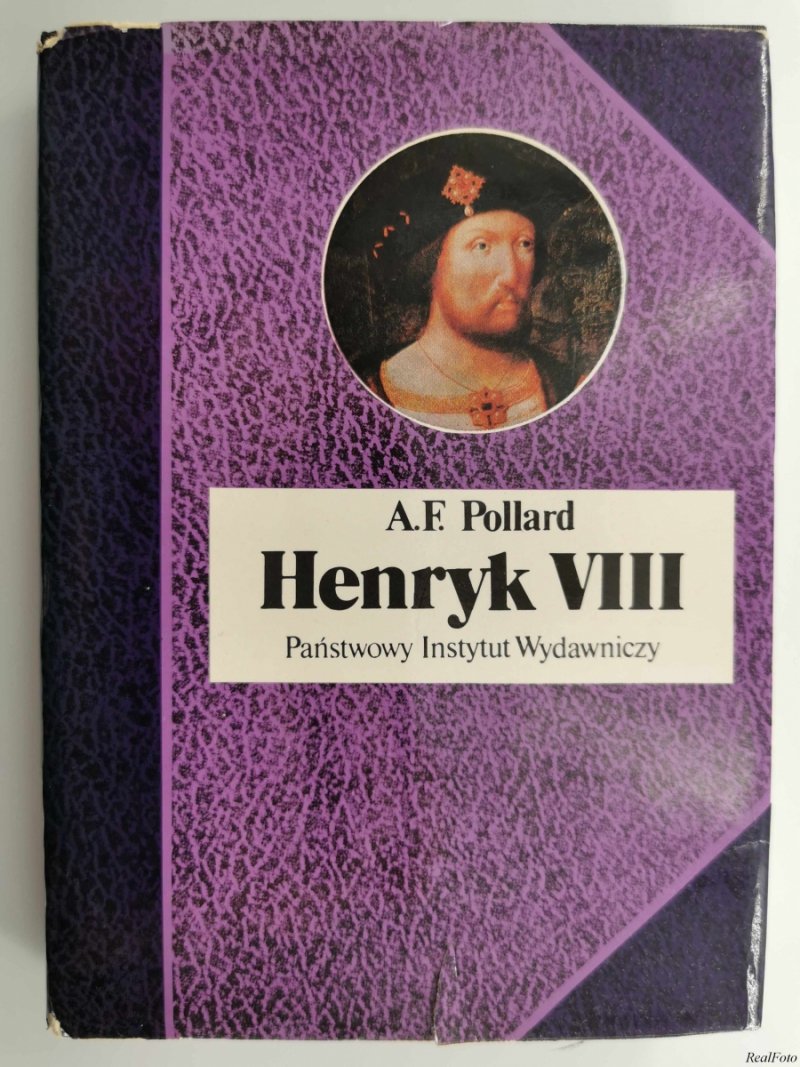 A.F. Pollard
Henryk VIII
Państwowy Instytut Wydawniczy
RealFoto